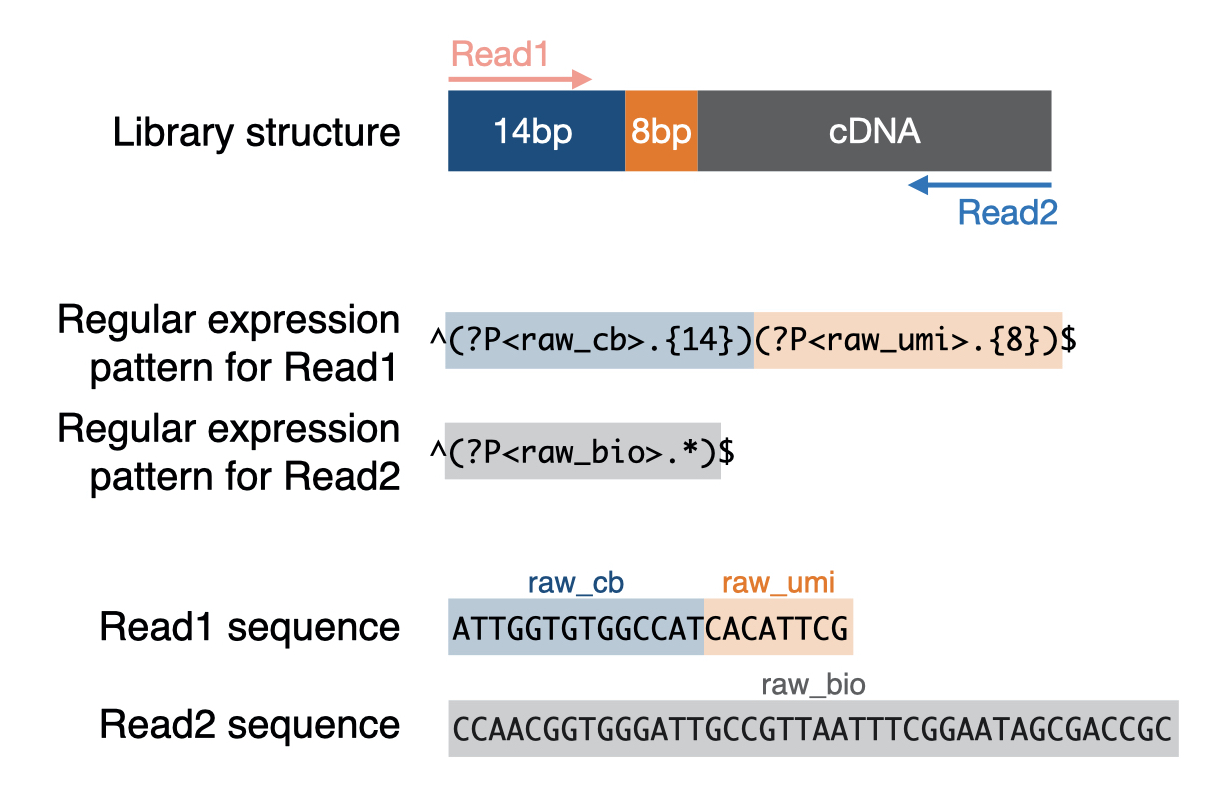 Read1
Library structure 14bp 8bp cDNA
Read2
Regular expression
pattern for Read1
^(?P<raw_cb>.{14})(?P<raw_umi>.{8})$
Regular expression
pattern for Read2
^(?P<raw_bio>.*)$
raw_cb raw_umi
Read1 sequence ATTGGTGTGGCCATCACATTCG
raw_bio
Read2 sequence CCAACGGTGGGATTGCCGTTAATTTCGGAATAGCGACCGC